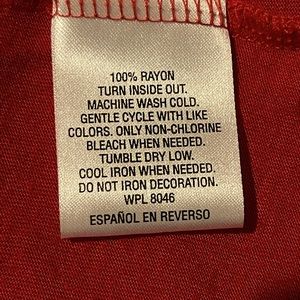 100% RAYON
TURN INSIDE OUT.
MACHINE WASH COLD.
GENTLE CYCLE WITH LIKE
COLORS. ONLY NON-CHLORINE
BLEACH WHEN NEEDED.
TUMBLE DRY LOW.
COOL IRON WHEN NEEDED.
DO NOT IRON DECORATION.
WPL 8046
ESPAÑOL EN REVERSO